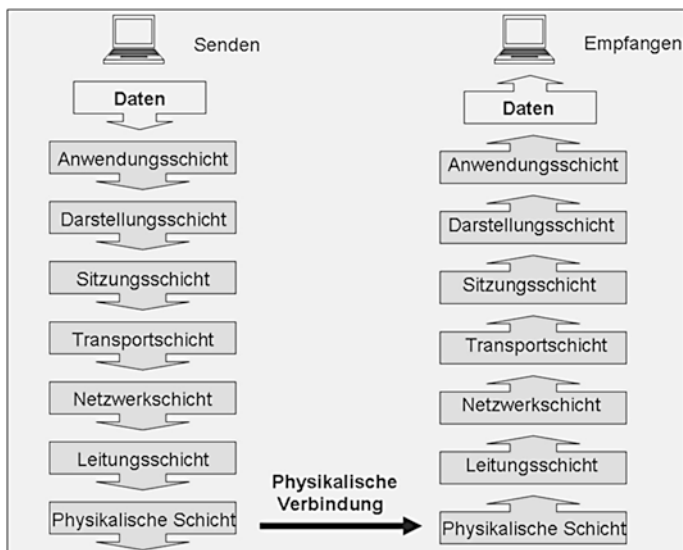 Senden
Daten
Anwendungsschicht
Darstellungsschicht
Sitzungsschicht
Transportschicht
Netzwerkschicht
Leitungsschicht
Physikalische Schicht
Physikalische
Verbindung
Empfangen
Daten
Anwendungsschicht
Darstellungsschicht
Sitzungsschicht
Transportschicht
Netzwerkschicht
Leitungsschicht
Physikalische Schicht